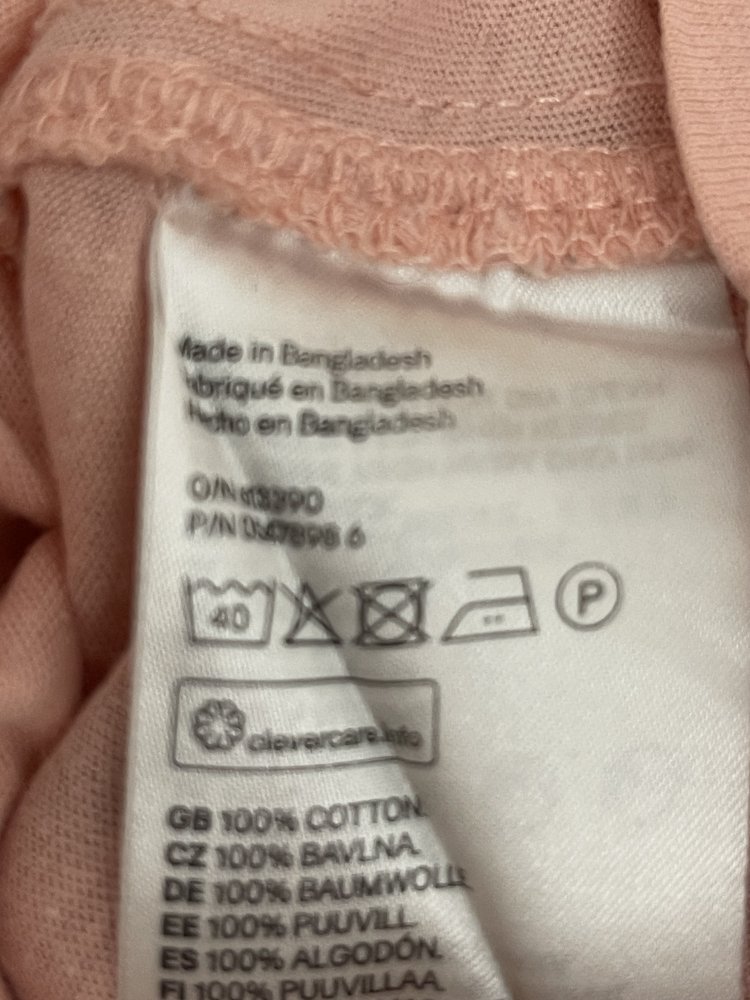 Made in Bangladesh
Fabriqué en Bangladesh
Hecho en Bangladesh
O/N
P/N
40
P
clevercare.info
GB 100% COTTON.
CZ 100% BAVLNA.
DE 100% BAUMWOLLE
EE 100% PUUVILL
ES 100% ALGODÓN.
FI 100% PUUVILLAA.